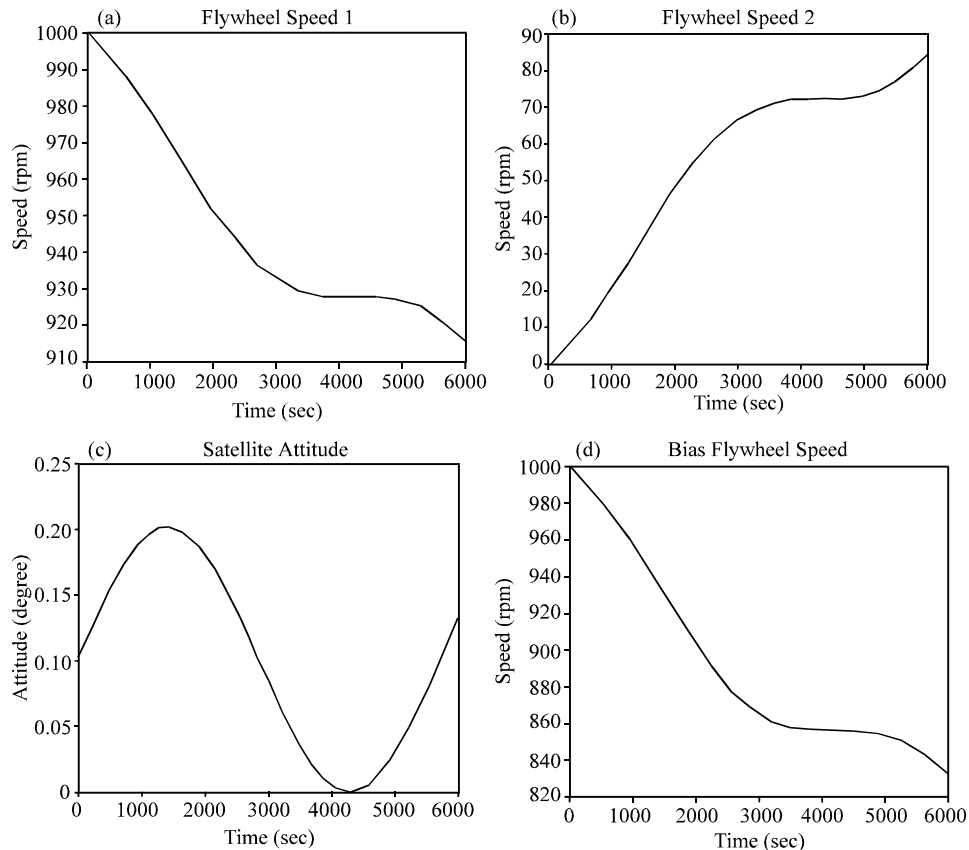 (a) Flywheel Speed 1
1000
990
980
970
960
950
940
930
920
910
Speed (rpm)
0 1000 2000 3000 4000 5000 6000
Time (sec)
(b) Flywheel Speed 2
90
80
70
60
50
40
30
20
10
0
Speed (rpm)
0 1000 2000 3000 4000 5000 6000
Time (sec)
(c) Satellite Attitude
0.25
0.20
0.15
0.10
0.05
0
Attitude (degree)
0 1000 2000 3000 4000 5000 6000
Time (sec)
(d) Bias Flywheel Speed
1000
980
960
940
920
900
880
860
840
820
Speed (rpm)
0 1000 2000 3000 4000 5000 6000
Time (sec)